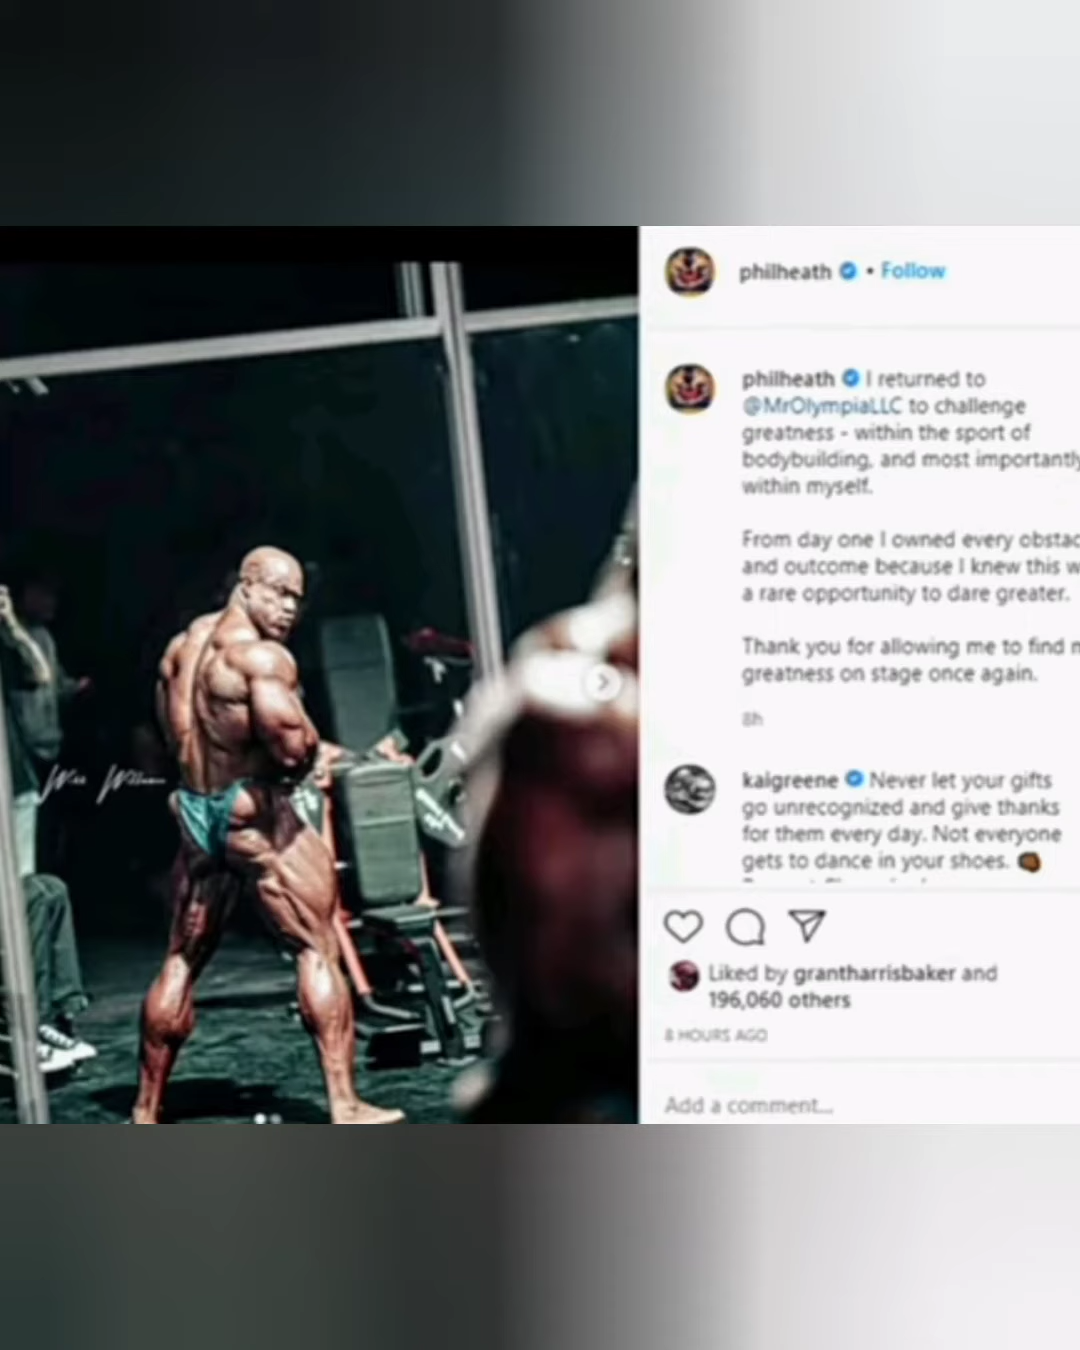 philheath • Follow
philheath I returned to
@MrOlympiaLLC to challenge
greatness - within the sport of
bodybuilding, and most importantly
within myself.
From day one I owned every obstac
and outcome because I knew this w
a rare opportunity to dare greater.
Thank you for allowing me to find m
greatness on stage once again.
8h
kaigreene Never let your gifts
go unrecognized and give thanks
for them every day. Not everyone
gets to dance in your shoes.
Liked by grantharrisbaker and
196,060 others
8 HOURS AGO
Add a comment...